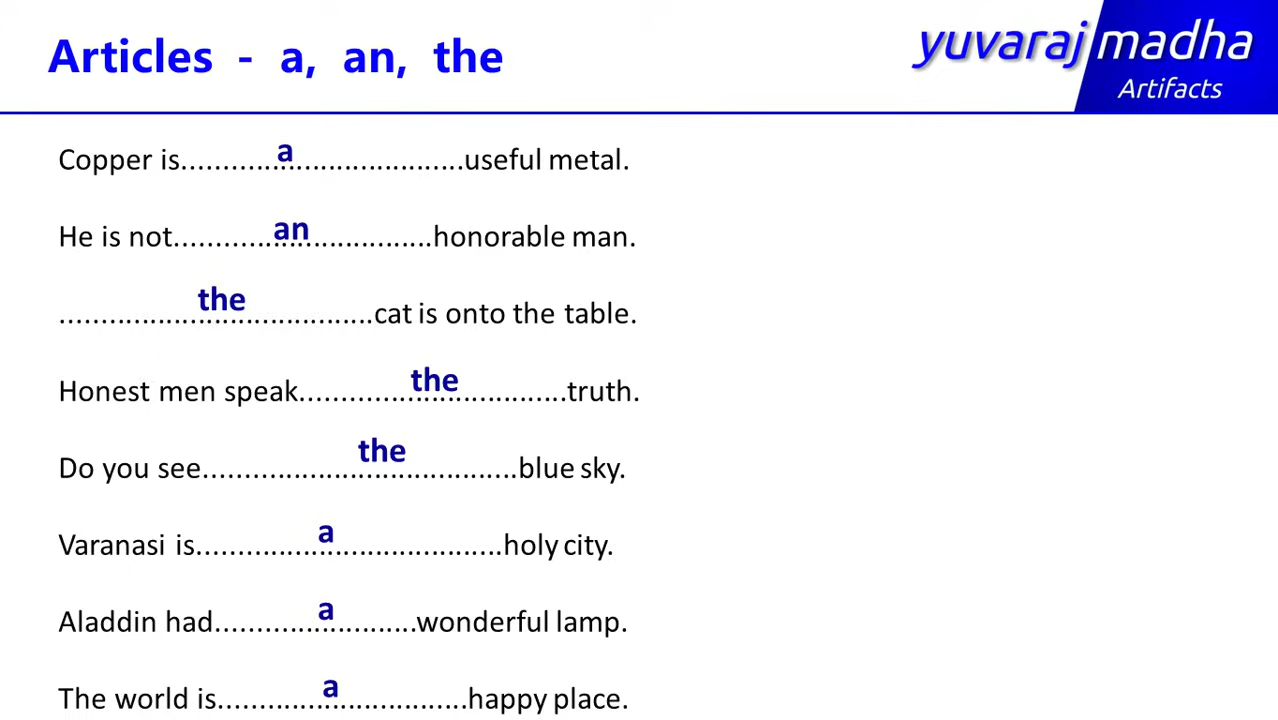 Articles - a, an, the
yuvaraj madha
Artifacts
Copper is...............a...................useful metal.
He is not...............an...............honorable man.
...................the...................cat is onto the table.
Honest men speak...............the...............truth.
Do you see...................the...................blue sky.
Varanasi is...................a...................holy city.
Aladdin had...............a...............wonderful lamp.
The world is...............a...............happy place.